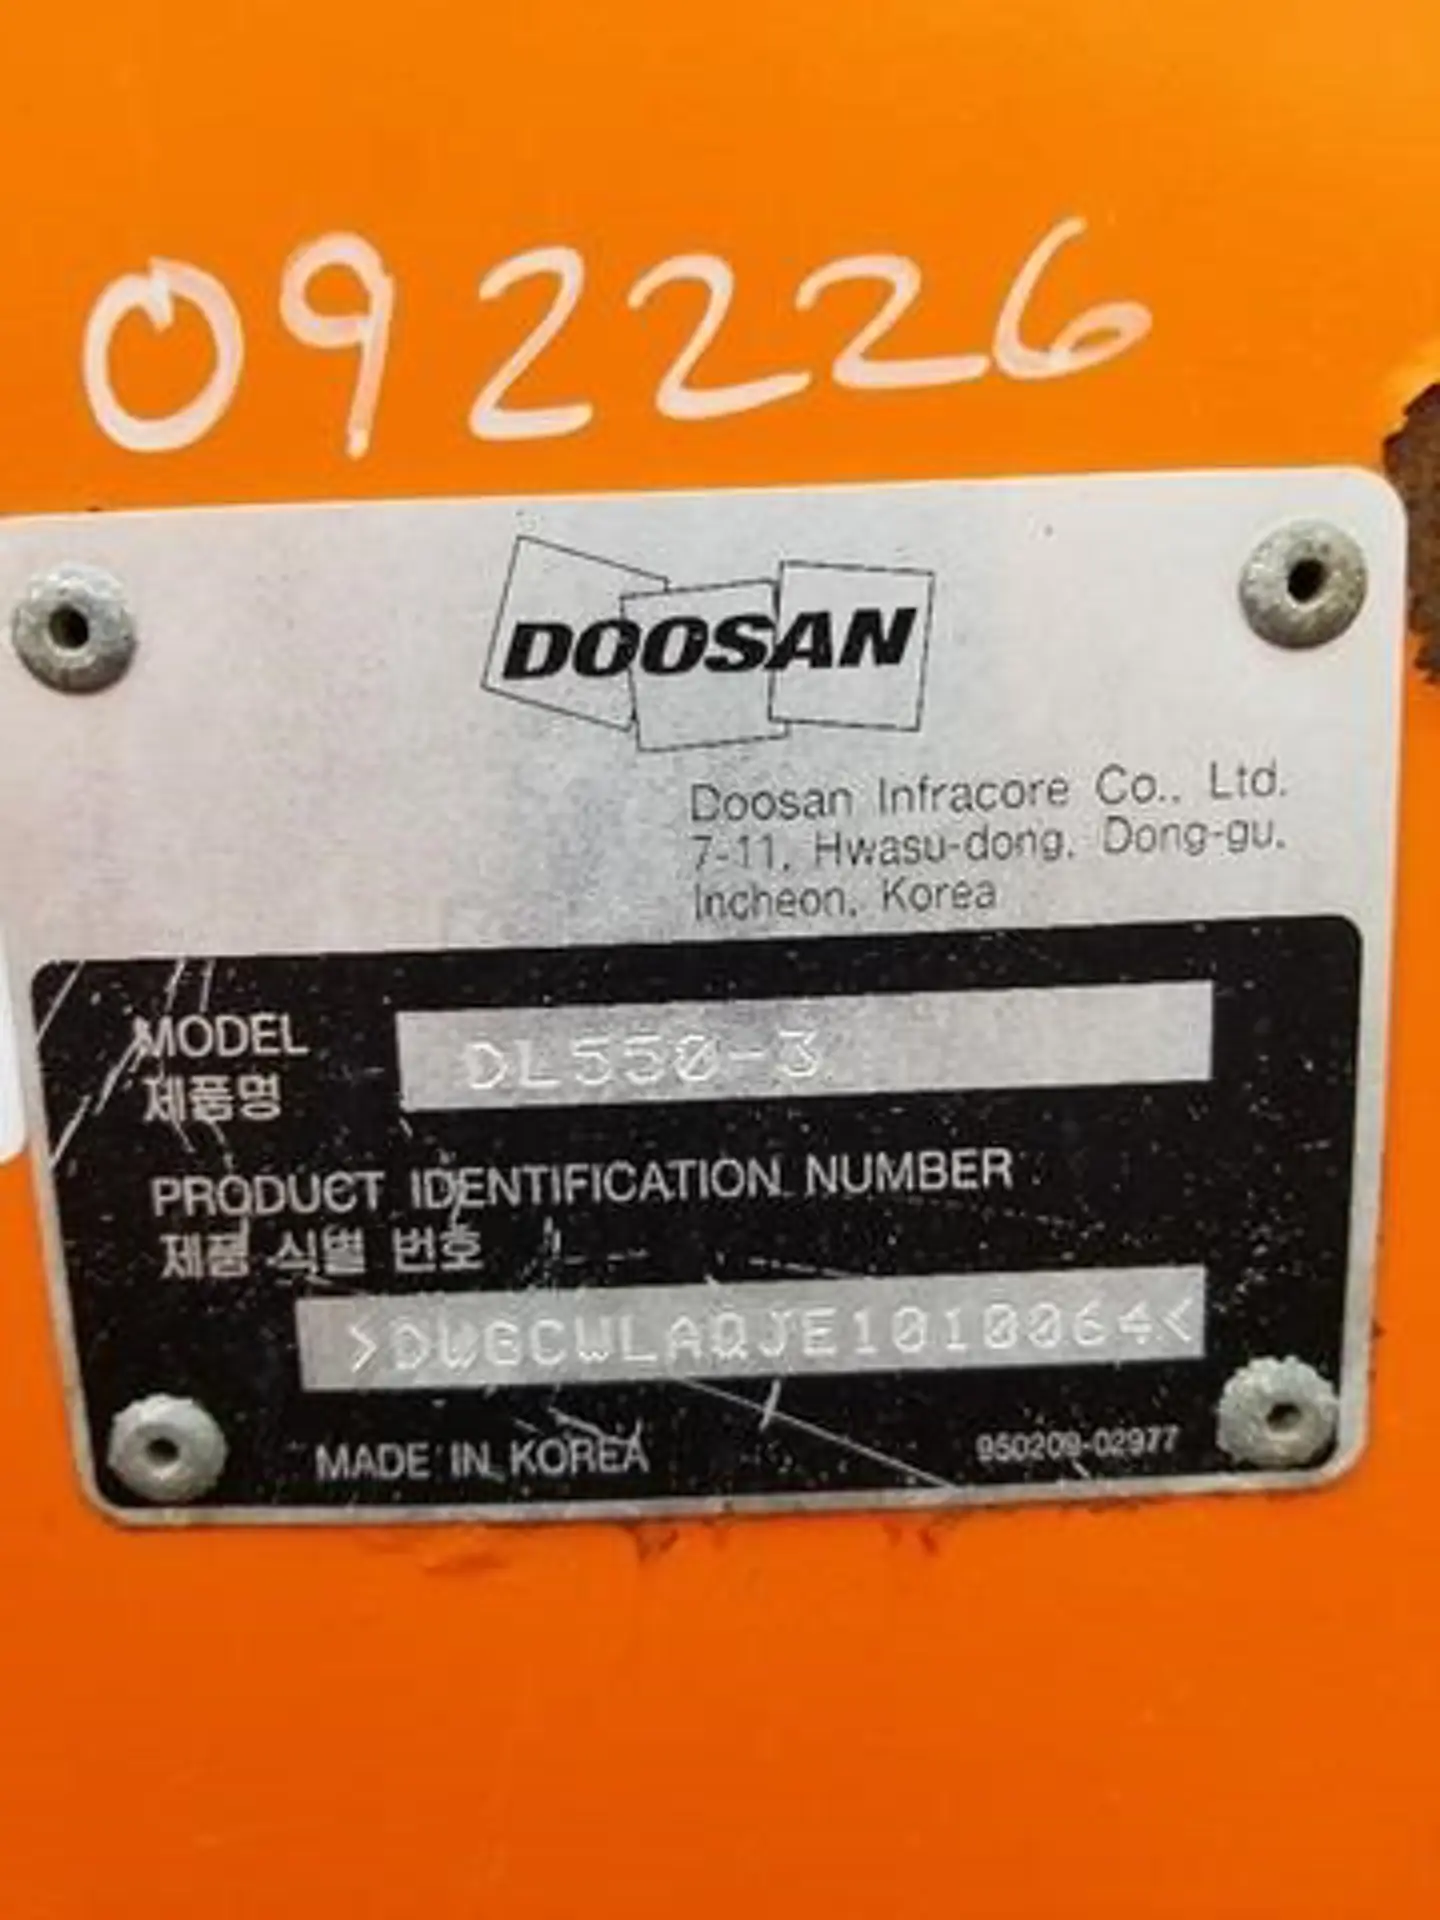 092226
DOOSAN
Doosan Infracore Co., Ltd.
7-11, Hwasu-dong, Dong-gu,
Incheon, Korea
MODEL
제품명
DL550-3
PRODUCT IDENTIFICATION NUMBER
제품 식별 번호
>DWGCWLAQJE1010064<
MADE IN KOREA
950209-02977